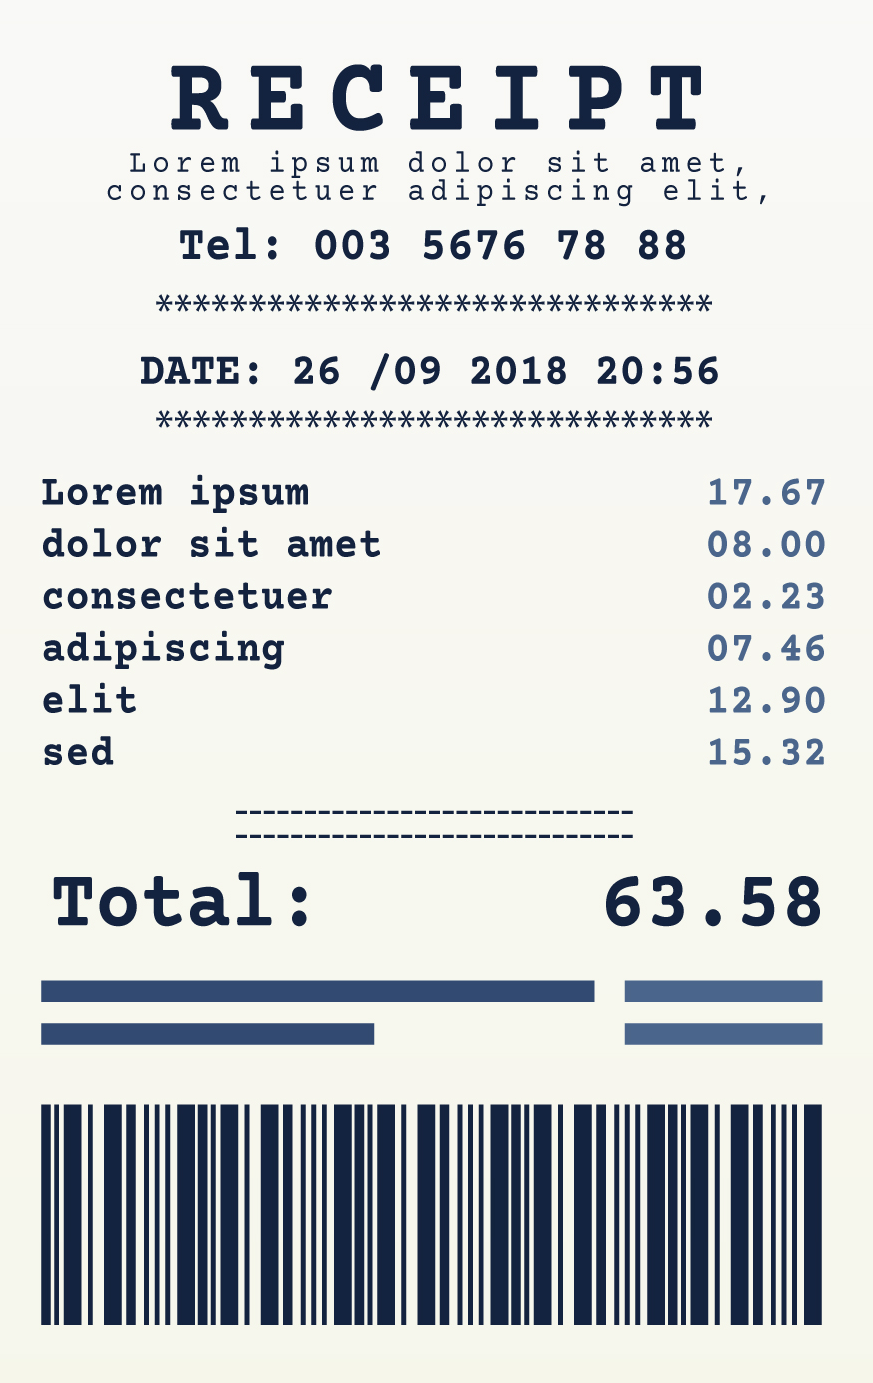 RECEIPT
Lorem ipsum dolor sit amet,
consectetuer adipiscing elit,
Tel: 003 5676 78 88
******************************
DATE: 26 /09 2018 20:56
******************************
Lorem ipsum 17.67
dolor sit amet 08.00
consectetuer 02.23
adipiscing 07.46
elit 12.90
sed 15.32
-----------------------------
-----------------------------
Total: 63.58